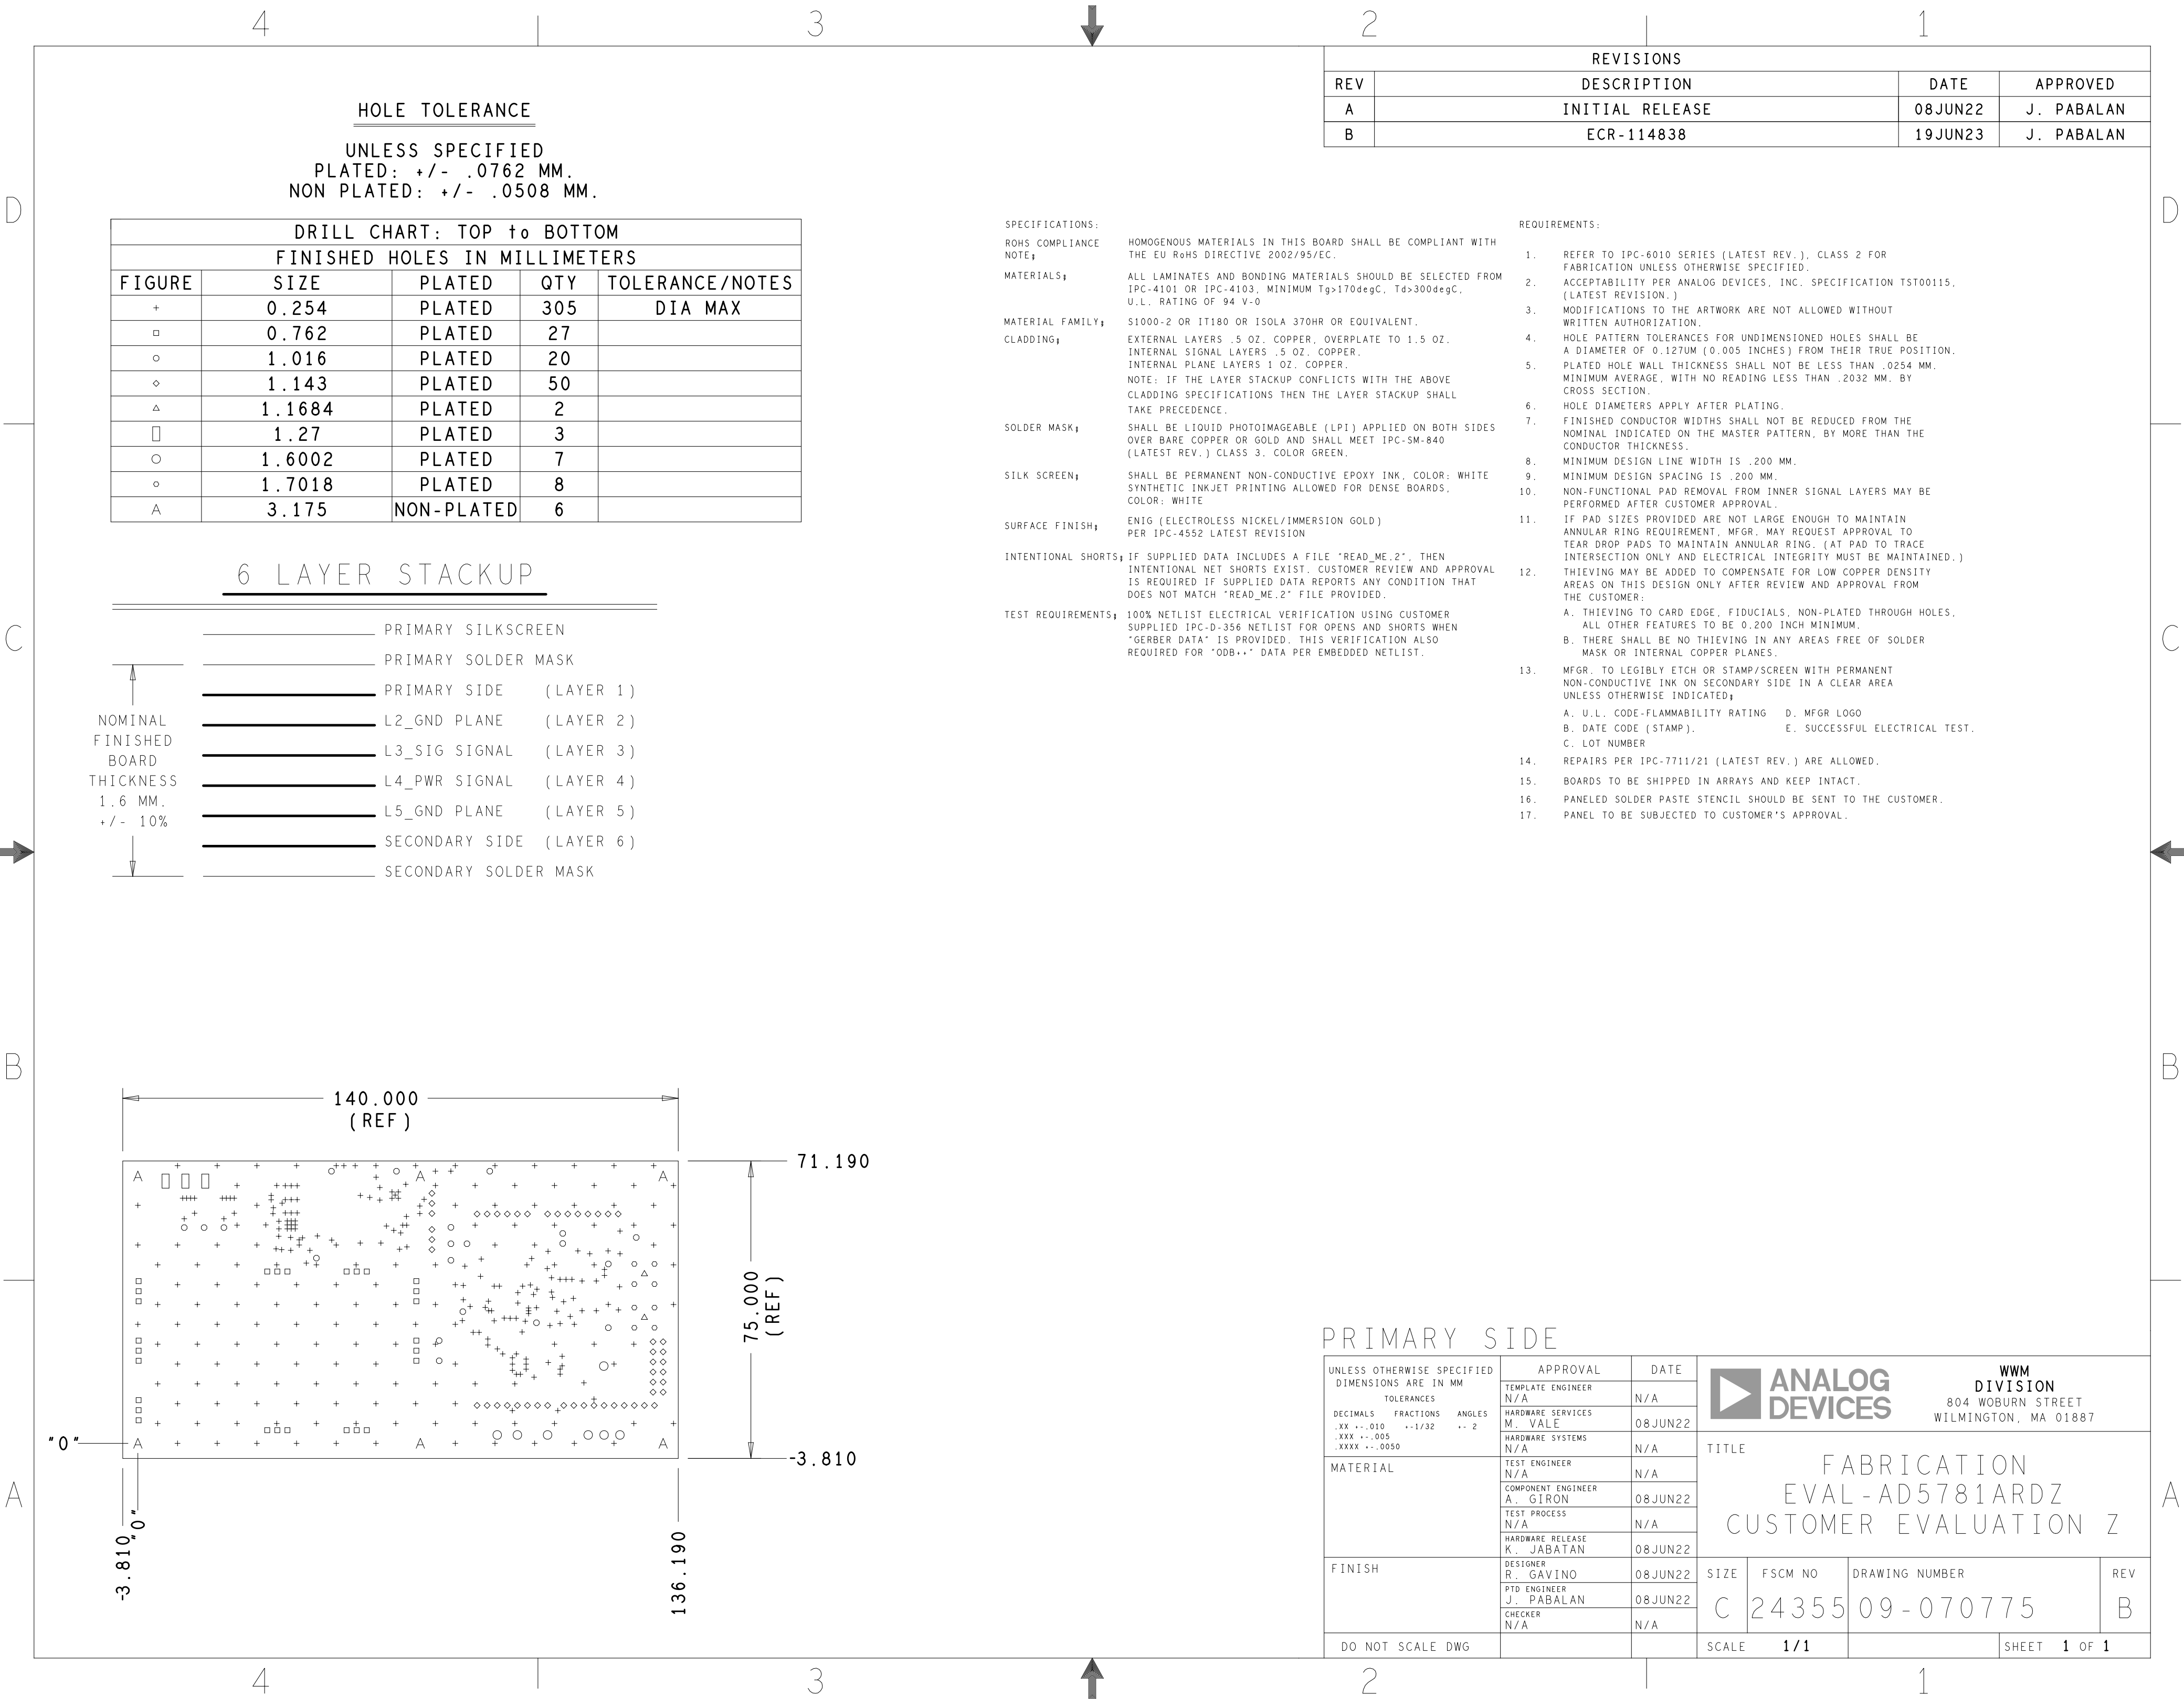 4 3 2 1
REVISIONS
REV DESCRIPTION DATE APPROVED
A INITIAL RELEASE 08JUN22 J. PABALAN
B ECR-114838 19JUN23 J. PABALAN
HOLE TOLERANCE
UNLESS SPECIFIED
PLATED: +/- .0762 MM.
NON PLATED: +/- .0508 MM.
D D
DRILL CHART: TOP to BOTTOM
FINISHED HOLES IN MILLIMETERS
FIGURE SIZE PLATED QTY TOLERANCE/NOTES
0.254 PLATED 305 DIA MAX
0.762 PLATED 27
1.016 PLATED 20
1.143 PLATED 50
1.1684 PLATED 2
1.27 PLATED 3
1.6002 PLATED 7
1.7018 PLATED 8
A 3.175 NON-PLATED 6
6 LAYER STACKUP
PRIMARY SILKSCREEN
PRIMARY SOLDER MASK
PRIMARY SIDE (LAYER 1)
L2_GND PLANE (LAYER 2)
L3_SIG SIGNAL (LAYER 3)
L4_PWR SIGNAL (LAYER 4)
L5_GND PLANE (LAYER 5)
SECONDARY SIDE (LAYER 6)
SECONDARY SOLDER MASK
NOMINAL
FINISHED
BOARD
THICKNESS
1.6 MM.
+/- 10%
SPECIFICATIONS:
ROHS COMPLIANCE HOMOGENOUS MATERIALS IN THIS BOARD SHALL BE COMPLIANT WITH
NOTE; THE EU RoHS DIRECTIVE 2002/95/EC.
MATERIALS; ALL LAMINATES AND BONDING MATERIALS SHOULD BE SELECTED FROM
IPC-4101 OR IPC-4103, MINIMUM Tg>170degC, Td>300degC,
U.L. RATING OF 94 V-0
MATERIAL FAMILY; S1000-2 OR IT180 OR ISOLA 370HR OR EQUIVALENT.
CLADDING; EXTERNAL LAYERS .5 OZ. COPPER, OVERPLATE TO 1.5 OZ.
INTERNAL SIGNAL LAYERS .5 OZ. COPPER.
INTERNAL PLANE LAYERS 1 OZ. COPPER.
NOTE: IF THE LAYER STACKUP CONFLICTS WITH THE ABOVE
CLADDING SPECIFICATIONS THEN THE LAYER STACKUP SHALL
TAKE PRECEDENCE.
SOLDER MASK; SHALL BE LIQUID PHOTOIMAGEABLE (LPI) APPLIED ON BOTH SIDES
OVER BARE COPPER OR GOLD AND SHALL MEET IPC-SM-840
(LATEST REV.) CLASS 3. COLOR GREEN.
SILK SCREEN; SHALL BE PERMANENT NON-CONDUCTIVE EPOXY INK, COLOR: WHITE
SYNTHETIC INKJET PRINTING ALLOWED FOR DENSE BOARDS,
COLOR: WHITE
SURFACE FINISH; ENIG (ELECTROLESS NICKEL/IMMERSION GOLD)
PER IPC-4552 LATEST REVISION
INTENTIONAL SHORTS; IF SUPPLIED DATA INCLUDES A FILE "READ_ME.2", THEN
INTENTIONAL NET SHORTS EXIST. CUSTOMER REVIEW AND APPROVAL
IS REQUIRED IF SUPPLIED DATA REPORTS ANY CONDITION THAT
DOES NOT MATCH "READ_ME.2" FILE PROVIDED.
TEST REQUIREMENTS; 100% NETLIST ELECTRICAL VERIFICATION USING CUSTOMER
SUPPLIED IPC-D-356 NETLIST FOR OPENS AND SHORTS WHEN
"GERBER DATA" IS PROVIDED. THIS VERIFICATION ALSO
REQUIRED FOR "ODB++" DATA PER EMBEDDED NETLIST.
REQUIREMENTS:
1. REFER TO IPC-6010 SERIES (LATEST REV.), CLASS 2 FOR
FABRICATION UNLESS OTHERWISE SPECIFIED.
2. ACCEPTABILITY PER ANALOG DEVICES, INC. SPECIFICATION TST00115,
(LATEST REVISION.)
3. MODIFICATIONS TO THE ARTWORK ARE NOT ALLOWED WITHOUT
WRITTEN AUTHORIZATION.
4. HOLE PATTERN TOLERANCES FOR UNDIMENSIONED HOLES SHALL BE
A DIAMETER OF 0.127UM (0.005 INCHES) FROM THEIR TRUE POSITION.
5. PLATED HOLE WALL THICKNESS SHALL NOT BE LESS THAN .0254 MM.
MINIMUM AVERAGE, WITH NO READING LESS THAN .2032 MM. BY
CROSS SECTION.
6. HOLE DIAMETERS APPLY AFTER PLATING.
7. FINISHED CONDUCTOR WIDTHS SHALL NOT BE REDUCED FROM THE
NOMINAL INDICATED ON THE MASTER PATTERN, BY MORE THAN THE
CONDUCTOR THICKNESS.
8. MINIMUM DESIGN LINE WIDTH IS .200 MM.
9. MINIMUM DESIGN SPACING IS .200 MM.
10. NON-FUNCTIONAL PAD REMOVAL FROM INNER SIGNAL LAYERS MAY BE
PERFORMED AFTER CUSTOMER APPROVAL.
11. IF PAD SIZES PROVIDED ARE NOT LARGE ENOUGH TO MAINTAIN
ANNULAR RING REQUIREMENT, MFGR. MAY REQUEST APPROVAL TO
TEAR DROP PADS TO MAINTAIN ANNULAR RING. (AT PAD TO TRACE
INTERSECTION ONLY AND ELECTRICAL INTEGRITY MUST BE MAINTAINED.)
12. THIEVING MAY BE ADDED TO COMPENSATE FOR LOW COPPER DENSITY
AREAS ON THIS DESIGN ONLY AFTER REVIEW AND APPROVAL FROM
THE CUSTOMER:
A. THIEVING TO CARD EDGE, FIDUCIALS, NON-PLATED THROUGH HOLES,
ALL OTHER FEATURES TO BE 0.200 INCH MINIMUM.
B. THERE SHALL BE NO THIEVING IN ANY AREAS FREE OF SOLDER
MASK OR INTERNAL COPPER PLANES.
13. MFGR. TO LEGIBLY ETCH OR STAMP/SCREEN WITH PERMANENT
NON-CONDUCTIVE INK ON SECONDARY SIDE IN A CLEAR AREA
UNLESS OTHERWISE INDICATED;
A. U.L. CODE-FLAMMABILITY RATING D. MFGR LOGO
B. DATE CODE (STAMP). E. SUCCESSFUL ELECTRICAL TEST.
C. LOT NUMBER
14. REPAIRS PER IPC-7711/21 (LATEST REV.) ARE ALLOWED.
15. BOARDS TO BE SHIPPED IN ARRAYS AND KEEP INTACT.
16. PANELED SOLDER PASTE STENCIL SHOULD BE SENT TO THE CUSTOMER.
17. PANEL TO BE SUBJECTED TO CUSTOMER'S APPROVAL.
C C
B B
140.000
(REF)
71.190
A A A
75.000
(REF)
"0" A A A
-3.810
-3.810
"0"
136.190
A A
PRIMARY SIDE
UNLESS OTHERWISE SPECIFIED
DIMENSIONS ARE IN MM
TOLERANCES
DECIMALS FRACTIONS ANGLES
.XX +-.010 +-1/32 +- 2
.XXX +-.005
.XXXX +-.0050
MATERIAL
FINISH
DO NOT SCALE DWG
APPROVAL DATE
TEMPLATE ENGINEER
N/A N/A
HARDWARE SERVICES
M. VALE 08JUN22
HARDWARE SYSTEMS
N/A N/A
TEST ENGINEER
N/A N/A
COMPONENT ENGINEER
A. GIRON 08JUN22
TEST PROCESS
N/A N/A
HARDWARE RELEASE
K. JABATAN 08JUN22
DESIGNER
R. GAVINO 08JUN22
PTD ENGINEER
J. PABALAN 08JUN22
CHECKER
N/A N/A
ANALOG
DEVICES
WWM
DIVISION
804 WOBURN STREET
WILMINGTON, MA 01887
TITLE
FABRICATION
EVAL-AD5781ARDZ
CUSTOMER EVALUATION Z
SIZE FSCM NO DRAWING NUMBER REV
C 24355 09-070775 B
SCALE 1/1 SHEET 1 OF 1
4 3 2 1